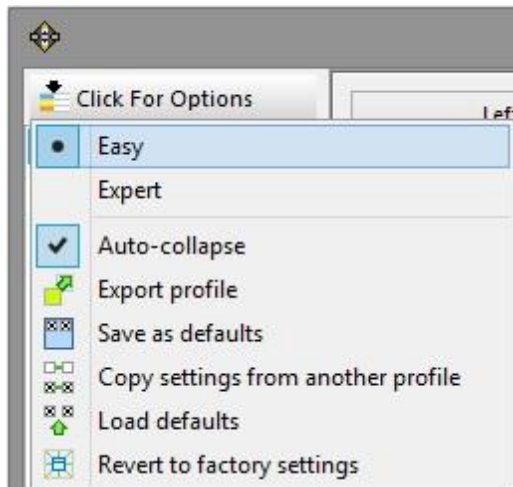 Click For Options
Left
Easy
Expert
Auto-collapse
Export profile
Save as defaults
Copy settings from another profile
Load defaults
Revert to factory settings